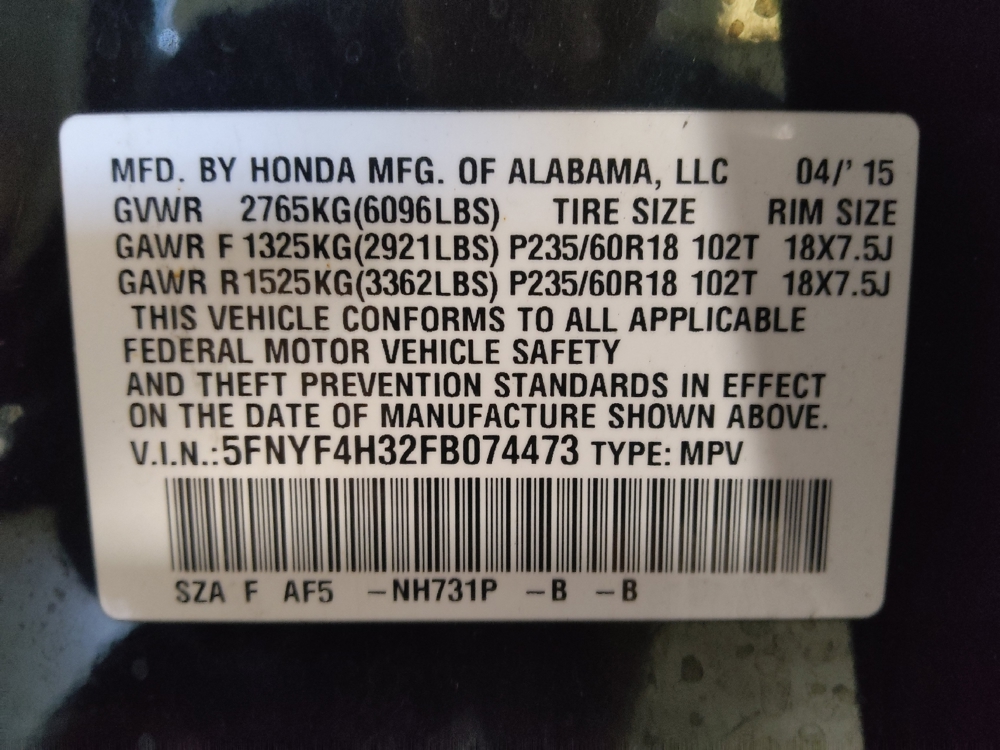 MFD. BY HONDA MFG. OF ALABAMA, LLC 04/' 15
GVWR 2765KG(6096LBS) TIRE SIZE RIM SIZE
GAWR F 1325KG(2921LBS) P235/60R18 102T 18X7.5J
GAWR R1525KG(3362LBS) P235/60R18 102T 18X7.5J
THIS VEHICLE CONFORMS TO ALL APPLICABLE
FEDERAL MOTOR VEHICLE SAFETY
AND THEFT PREVENTION STANDARDS IN EFFECT
ON THE DATE OF MANUFACTURE SHOWN ABOVE.
V.I.N.:5FNYF4H32FB074473 TYPE: MPV
SZA F AF5 -NH731P -B -B